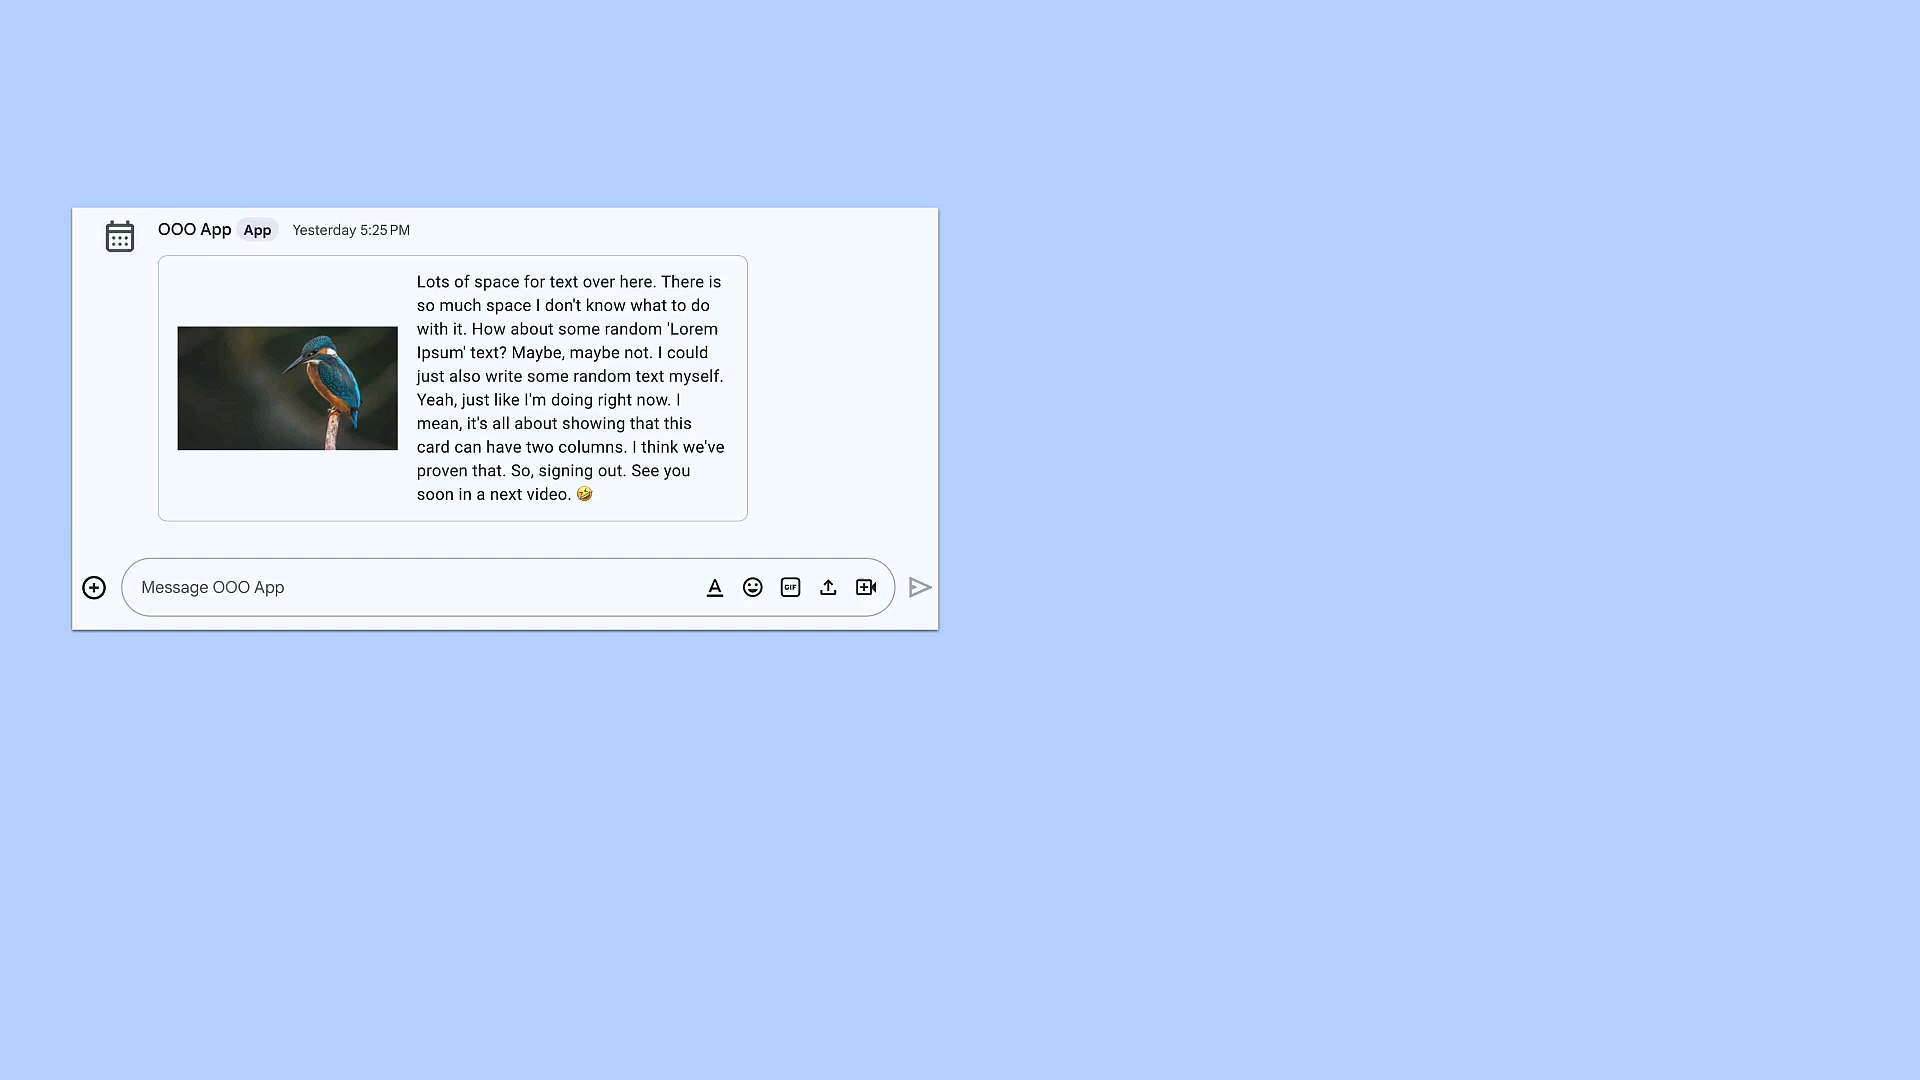 OOO App App Yesterday 5:25 PM
Lots of space for text over here. There is
so much space I don't know what to do
with it. How about some random 'Lorem
Ipsum' text? Maybe, maybe not. I could
just also write some random text myself.
Yeah, just like I'm doing right now. I
mean, it's all about showing that this
card can have two columns. I think we've
proven that. So, signing out. See you
soon in a next video. 🤣
Message OOO App
GIF